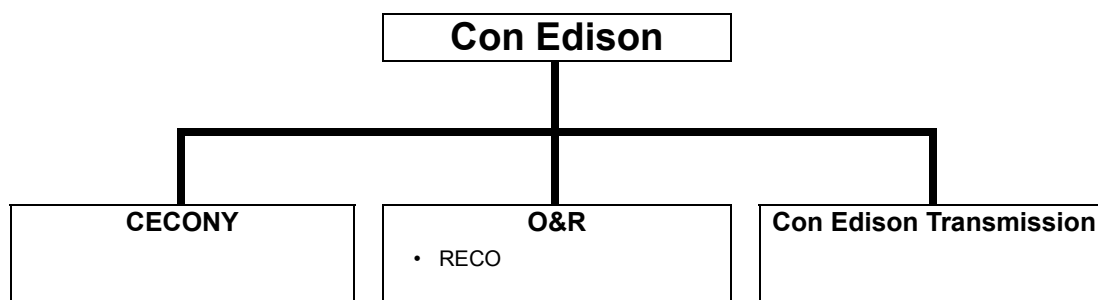 Con Edison
CECONY
O&R
• RECO
Con Edison Transmission